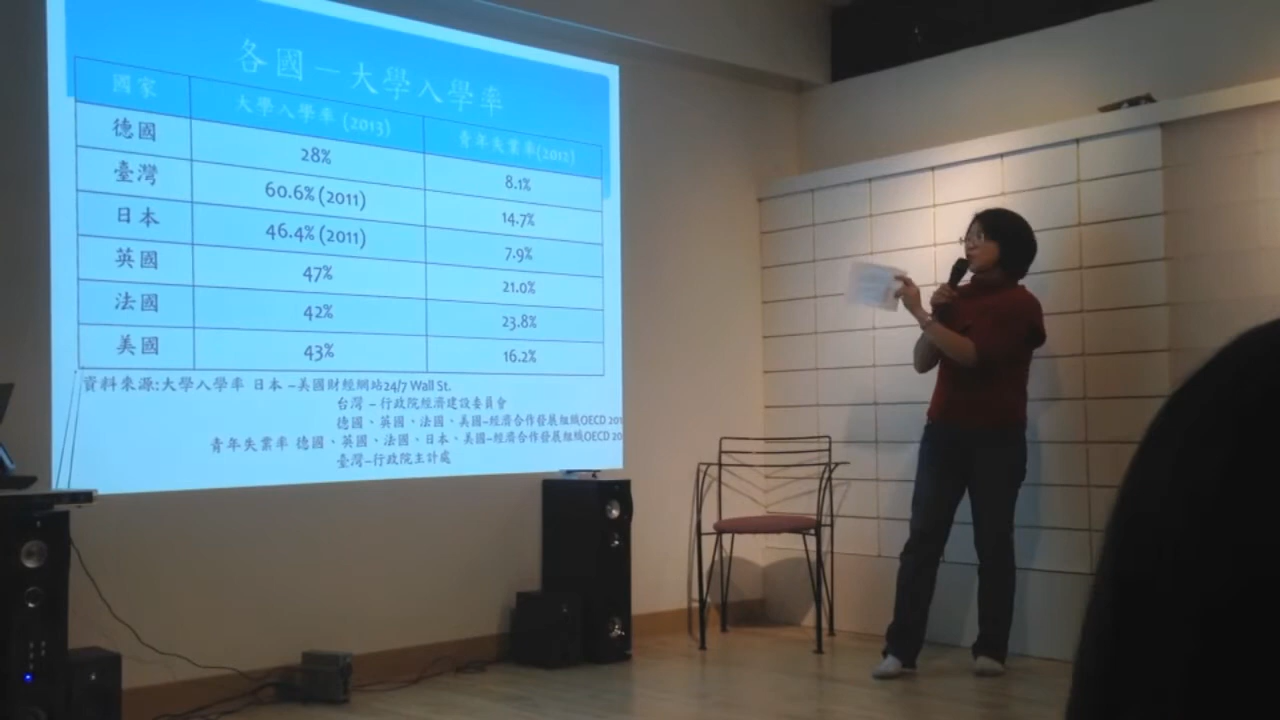 各國－大學入學率
國家 大學入學率 (2013) 青年失業率(2012)
德國 28% 8.1%
臺灣 60.6% (2011) 14.7%
日本 46.4% (2011) 7.9%
英國 47% 21.0%
法國 42% 23.8%
美國 43% 16.2%
資料來源:大學入學率 日本 –美國財經網站24/7 Wall St.
台灣 – 行政院經濟建設委員會
德國、英國、法國、美國–經濟合作發展組織OECD 201
青年失業率 德國、英國、法國、日本、美國–經濟合作發展組織OECD 20
臺灣–行政院主計處